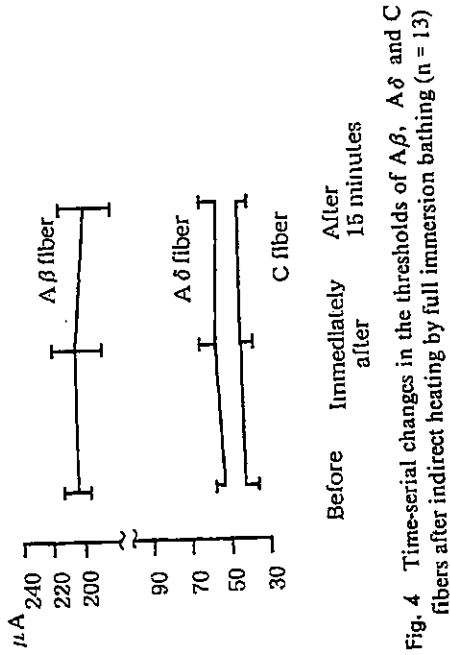 μA
240
220
200
90
70
50
30
Aβ fiber
Aδ fiber
C fiber
Before Immediately after After 15 minutes
Fig. 4 Time-serial changes in the thresholds of Aβ, Aδ and C
fibers after indirect heating by full immersion bathing (n = 13)